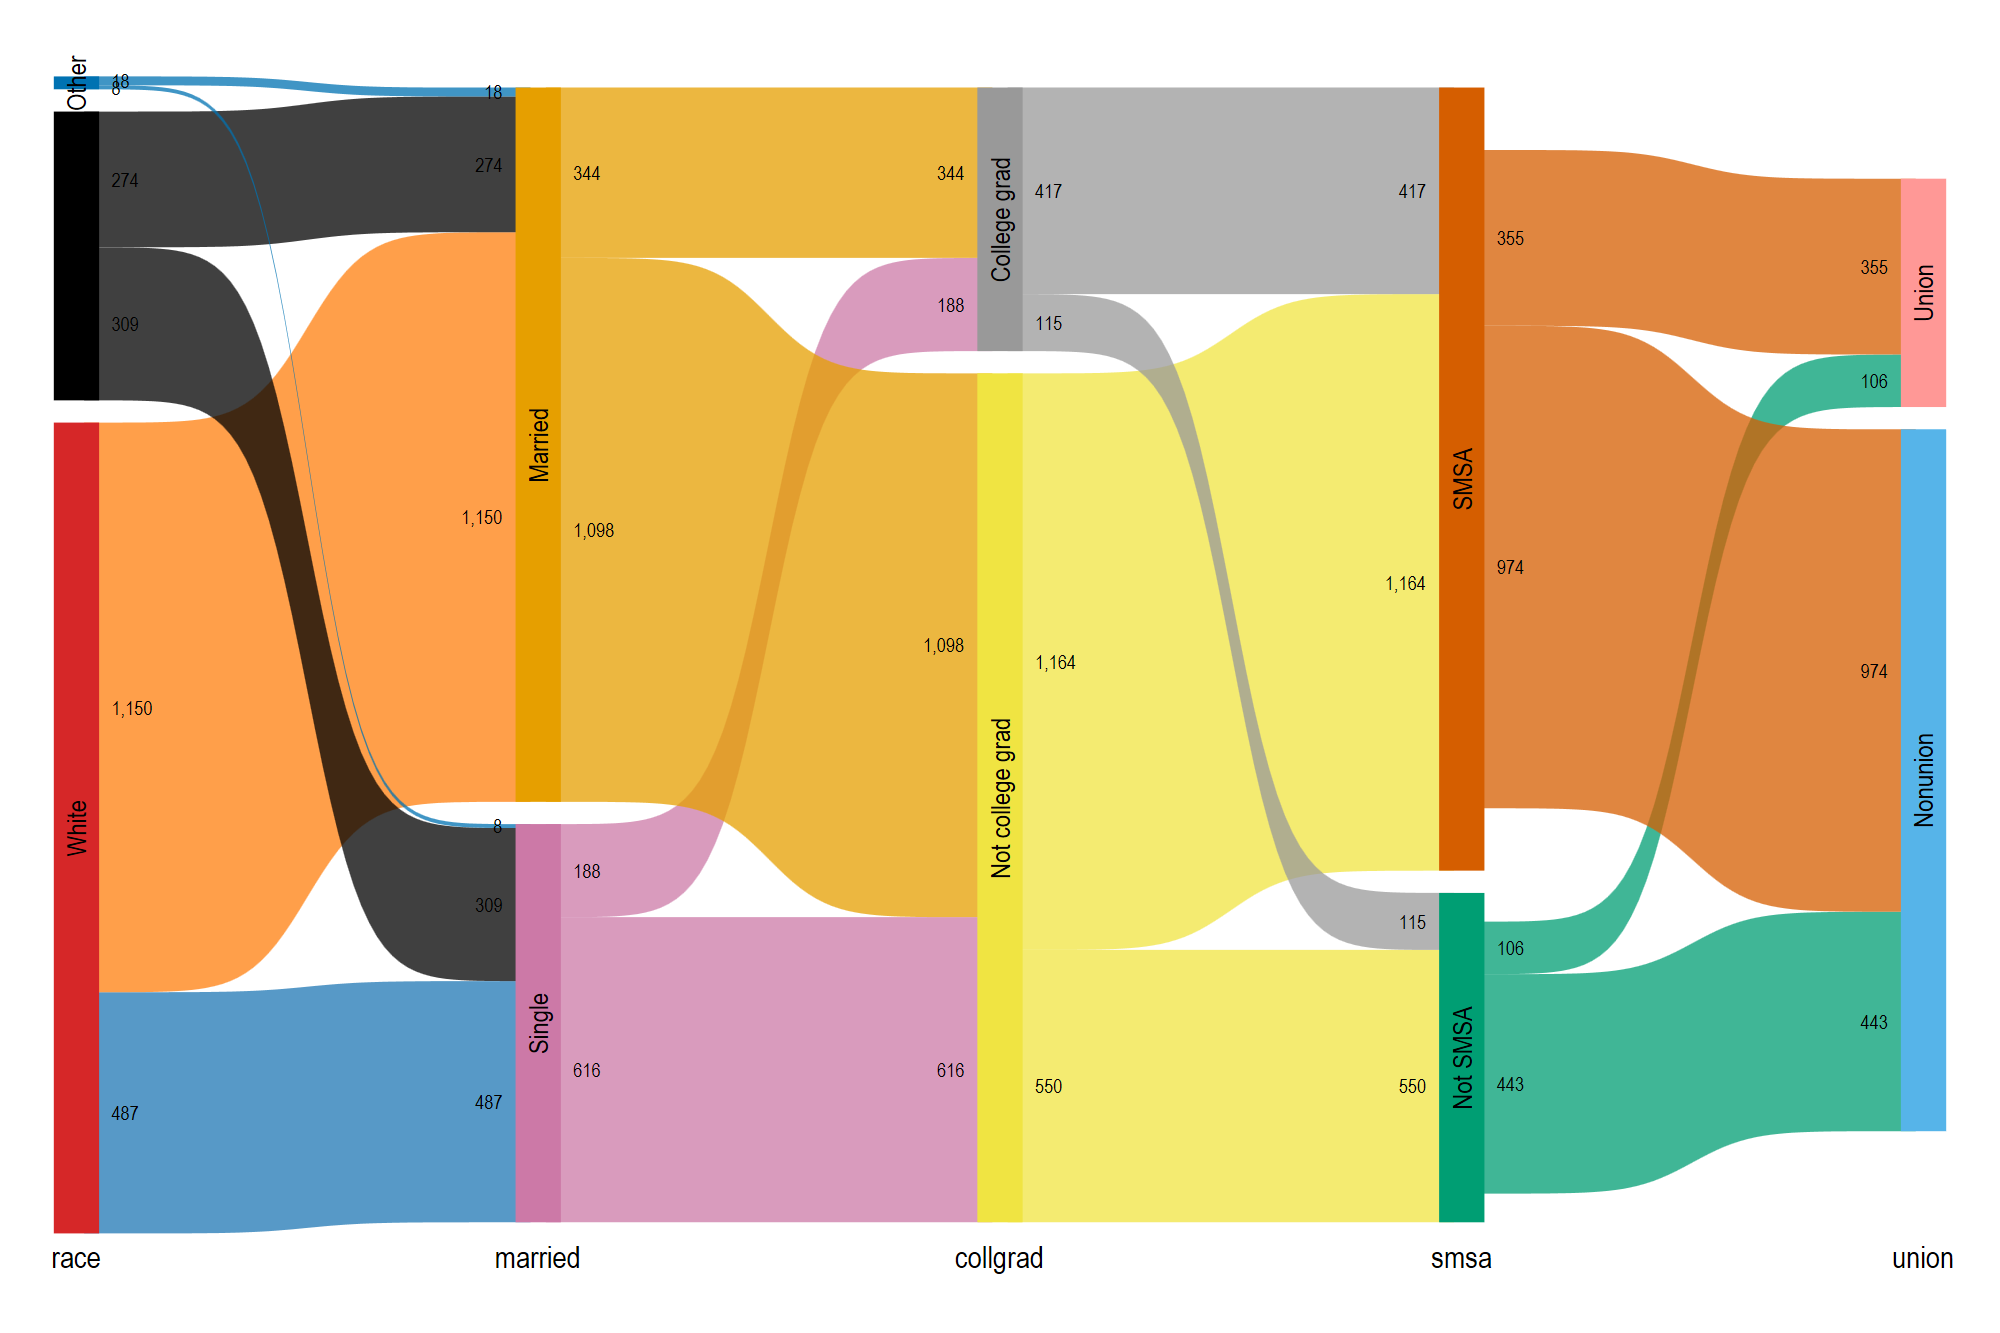 Other
18
8
274
309
White
1,150
487
18
274
1,150
8
309
487
Married
Single
344
1,098
188
616
344
188
1,098
616
College grad
Not college grad
417
115
1,164
550
417
1,164
115
550
SMSA
Not SMSA
355
974
106
443
355
106
974
443
Union
Nonunion
race
married
collgrad
smsa
union